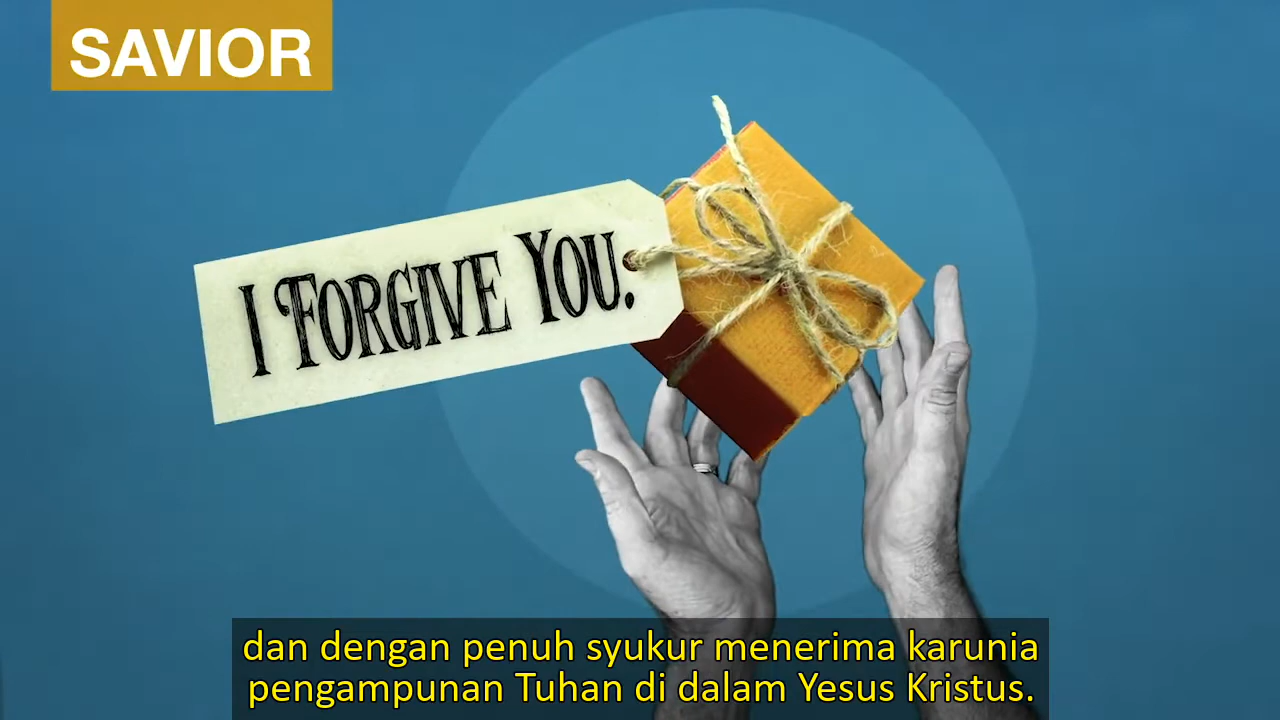 SAVIOR
I FORGIVE YOU.
dan dengan penuh syukur menerima karunia
pengampunan Tuhan di dalam Yesus Kristus.